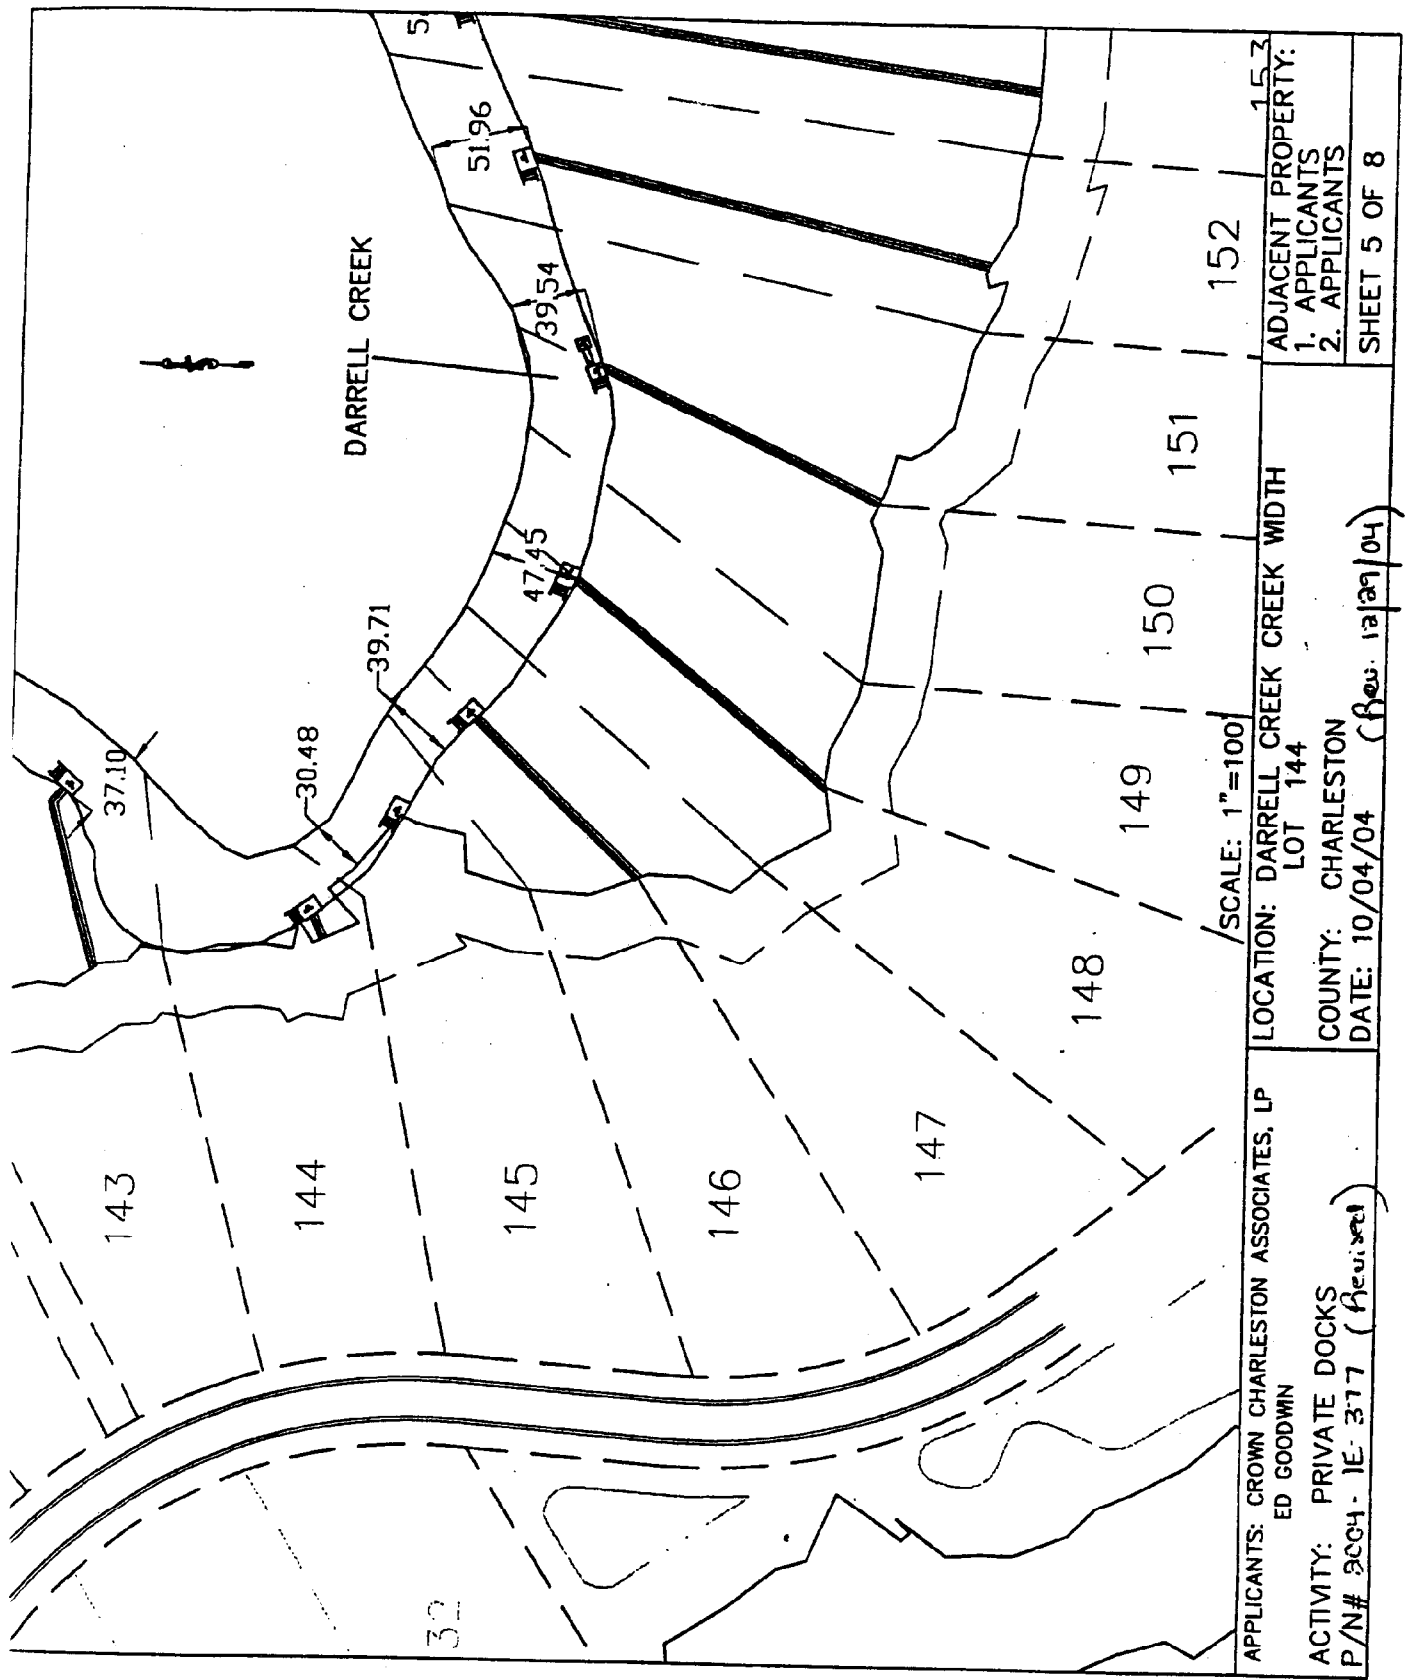 5
51.96
DARRELL CREEK
39.54
47.45
39.71
30.48
37.10
153
152
151
150
149
148
147
146
145
144
143
32
SCALE: 1"=100'
APPLICANTS: CROWN CHARLESTON ASSOCIATES, LP
ED GOODWIN
ACTIVITY: PRIVATE DOCKS
P/N# 2004-1E-377 (Revised)
LOCATION: DARRELL CREEK CREEK WIDTH
LOT 144
COUNTY: CHARLESTON
DATE: 10/04/04 (Rev. 12/29/04)
ADJACENT PROPERTY:
1. APPLICANTS
2. APPLICANTS
SHEET 5 OF 8